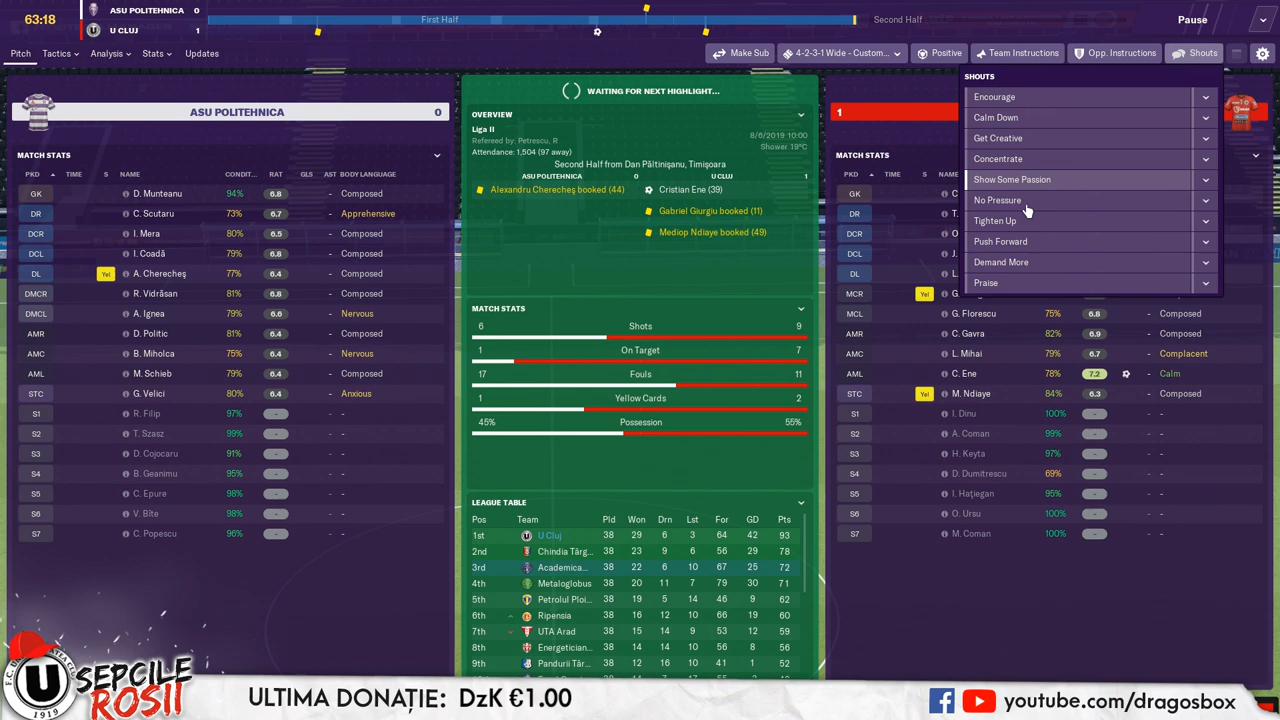 63:18
ASU POLITEHNICA 0
U CLUJ 1
First Half
Second Half
Pause
Pitch
Tactics
Analysis
Stats
Updates
Make Sub
4-2-3-1 Wide - Custom...
Positive
Team Instructions
Opp. Instructions
Shouts
SHOUTS
Encourage
Calm Down
Get Creative
Concentrate
Show Some Passion
No Pressure
Tighten Up
Push Forward
Demand More
Praise
ASU POLITEHNICA 0
MATCH STATS
PKD TIME S NAME CONDIT... RAT GLS AST BODY LANGUAGE
GK D. Munteanu 94% 6.8 - Composed
DR C. Scutaru 73% 6.7 - Apprehensive
DCR I. Mera 80% 6.5 - Composed
DCL I. Coadă 79% 6.8 - Composed
DL Yel A. Cherecheş 77% 6.4 - Composed
DMCR R. Vidrăsan 81% 6.4 - Composed
DMCL A. Ignea 79% 6.6 - Nervous
AMR D. Politic 81% 6.4 - Composed
AMC B. Miholca 75% 6.4 - Nervous
AML M. Schieb 79% 6.4 - Composed
STC G. Velici 80% 6.4 - Anxious
S1 R. Filip 97% - - -
S2 T. Szasz 99% - - -
S3 D. Cojocaru 91% - - -
S4 B. Geanimu 95% - - -
S5 C. Epure 98% - - -
S6 V. Bîte 98% - - -
S7 C. Popescu 96% - - -
WAITING FOR NEXT HIGHLIGHT...
OVERVIEW
Liga II
Refereed by: Petrescu, R
Attendance: 1,504 (97 away)
8/6/2019 10:00
Shower 19°C
Second Half from Dan Păltinişanu, Timişoara
ASU POLITEHNICA 0 U CLUJ 1
Alexandru Cherecheş booked (44)
Cristian Ene (39)
Gabriel Giurgiu booked (11)
Mediop Ndiaye booked (49)
MATCH STATS
6 Shots 9
1 On Target 7
17 Fouls 11
1 Yellow Cards 2
45% Possession 55%
LEAGUE TABLE
Pos Team Pld Won Drn Lst For GD Pts
1st U Cluj 38 29 6 3 64 42 93
2nd Chindia Târg... 38 23 9 6 56 29 78
3rd Academica... 38 22 6 10 67 25 72
4th Metaloglobus 38 20 11 7 79 30 71
5th Petrolul Ploi... 38 19 5 14 46 9 62
6th Ripensia 38 16 12 10 66 19 60
7th UTA Arad 38 15 14 9 53 12 59
8th Energetician... 38 14 14 10 56 8 56
9th Pandurii Târ... 38 12 16 10 41 1 52
1
MATCH STATS
PKD TIME S NAME
GK
DR
DCR
DCL
DL
MCR Yel
MCL G. Florescu 75% 6.8 - Composed
AMR C. Gavra 82% 6.9 - Composed
AMC L. Mihai 79% 6.7 - Complacent
AML C. Ene 78% 7.2 - Calm
STC Yel M. Ndiaye 84% 6.3 - Composed
S1 I. Dinu 100% - - -
S2 A. Coman 99% - - -
S3 H. Keyta 97% - - -
S4 D. Dumitrescu 69% - - -
S5 I. Haţiegan 95% - - -
S6 O. Ursu 100% - - -
S7 M. Coman 100% - - -
U
1919
SEPCILE
ROSII
ULTIMA DONAȚIE: DzK €1.00
youtube.com/dragosbox